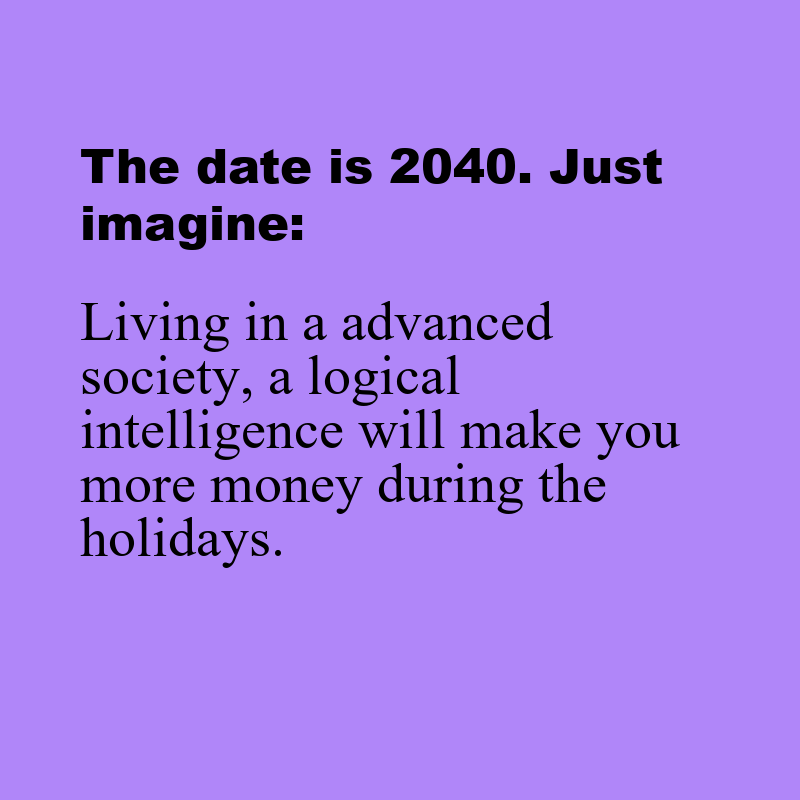 The date is 2040. Just
imagine:
Living in a advanced
society, a logical
intelligence will make you
more money during the
holidays.